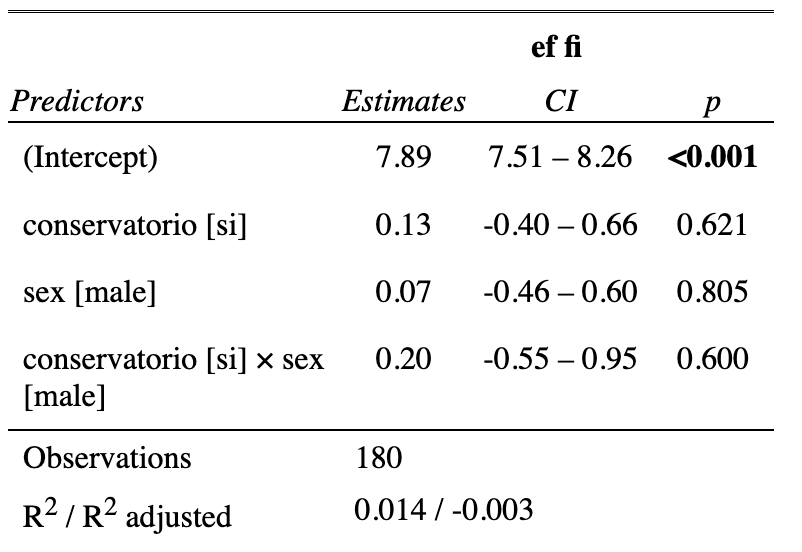 ef fi
Predictors Estimates CI p
(Intercept) 7.89 7.51 – 8.26 <0.001
conservatorio [si] 0.13 -0.40 – 0.66 0.621
sex [male] 0.07 -0.46 – 0.60 0.805
conservatorio [si] × sex 0.20 -0.55 – 0.95 0.600
[male]
Observations 180
R² / R² adjusted 0.014 / -0.003